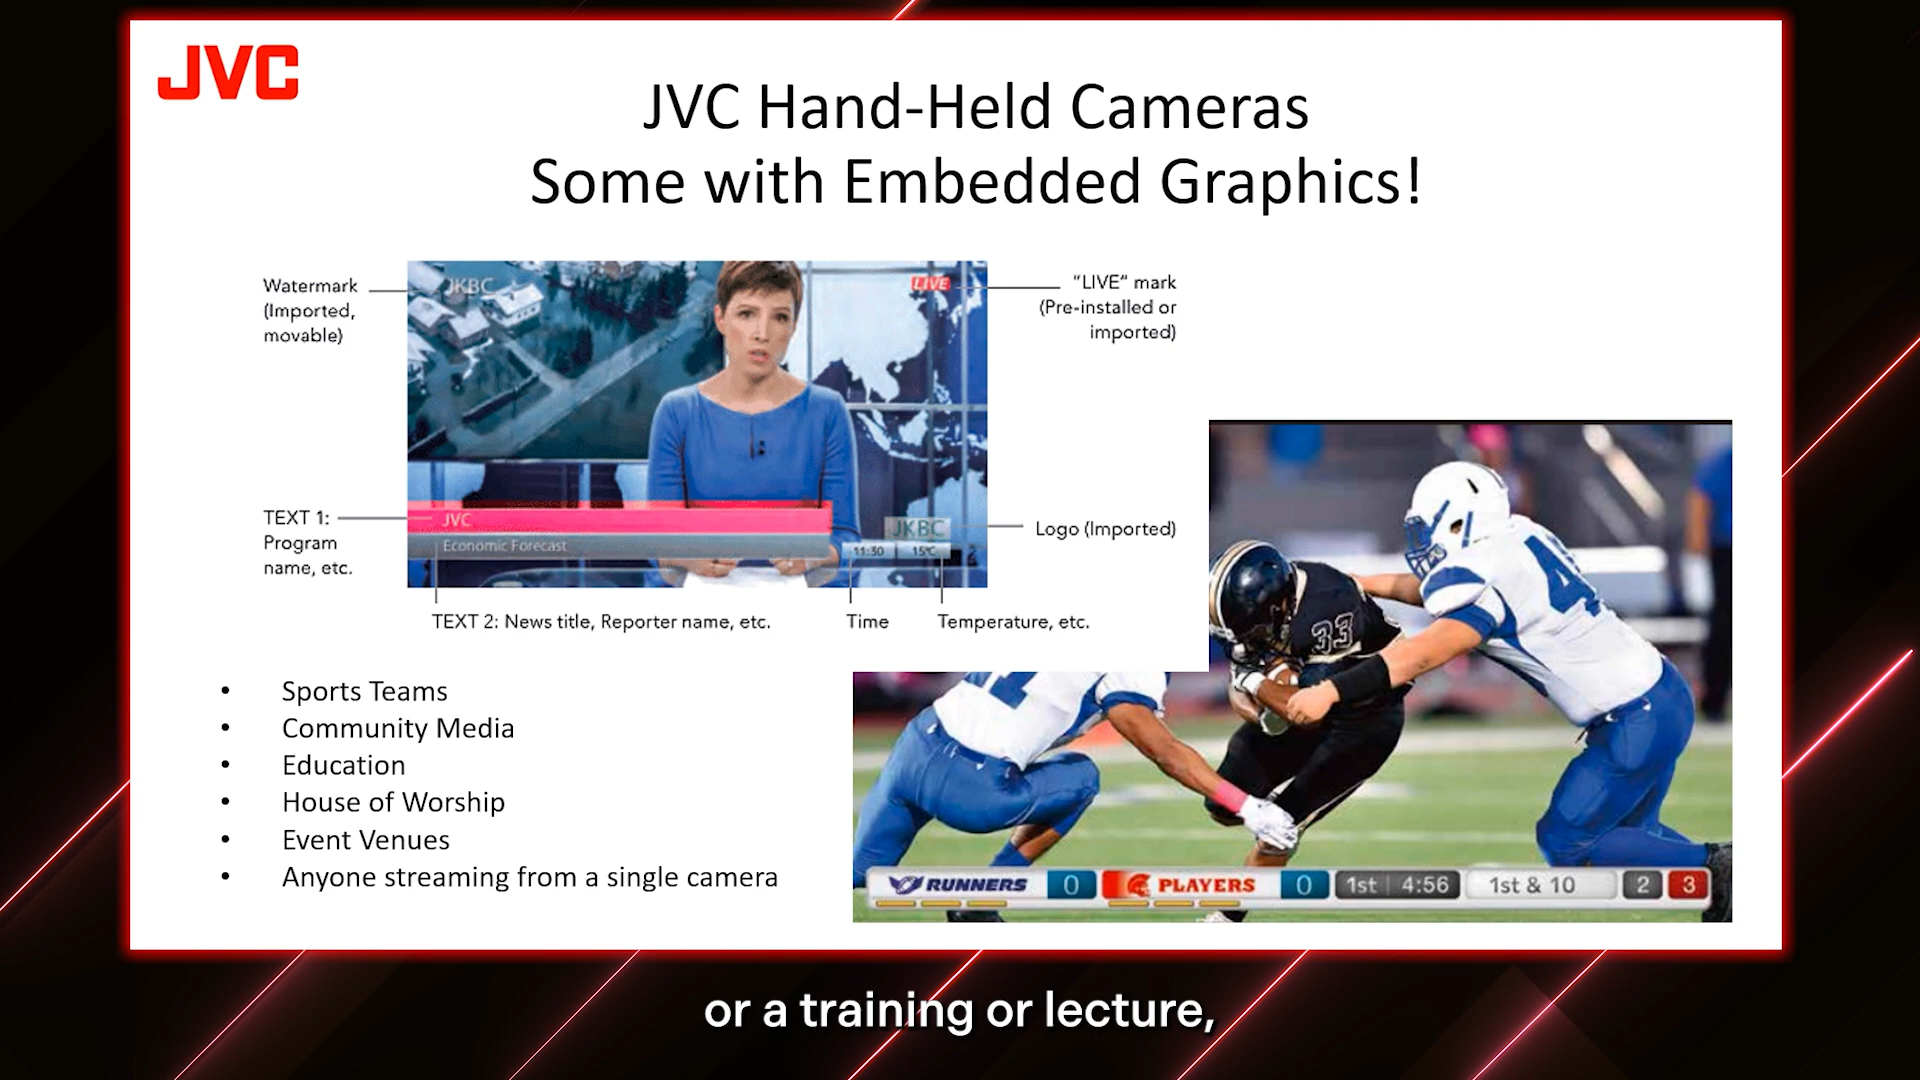 JVC
JVC Hand-Held Cameras
Some with Embedded Graphics!
Watermark
(Imported,
movable)
JKBC
LIVE
"LIVE" mark
(Pre-installed or
imported)
TEXT 1:
Program
name, etc.
JVC
Economic Forecast
JKBC
11:30 15°C
Logo (Imported)
TEXT 2: News title, Reporter name, etc.
Time
Temperature, etc.
33
• Sports Teams
• Community Media
• Education
• House of Worship
• Event Venues
• Anyone streaming from a single camera
RUNNERS 0 PLAYERS 0 1st 4:56 1st & 10 2 3
or a training or lecture,